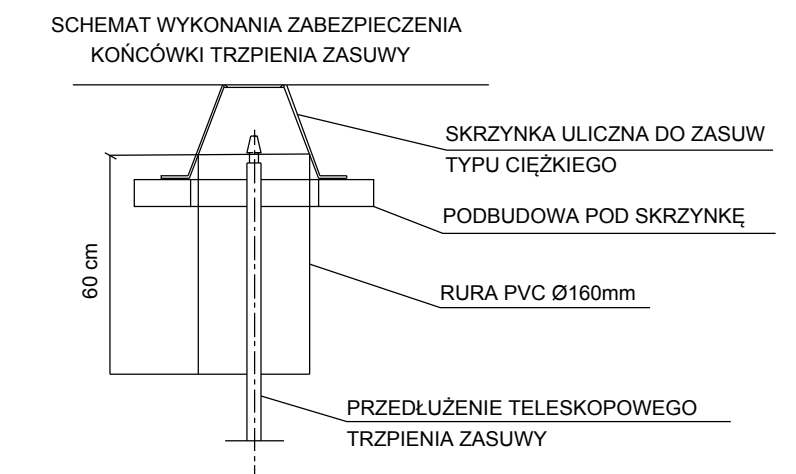 SCHEMAT WYKONANIA ZABEZPIECZENIA
KOŃCÓWKI TRZPIENIA ZASUWY
SKRZYNKA ULICZNA DO ZASUW
TYPU CIĘŻKIEGO
PODBUDOWA POD SKRZYNKĘ
60 cm
RURA PVC Ø160mm
PRZEDŁUŻENIE TELESKOPOWEGO
TRZPIENIA ZASUWY